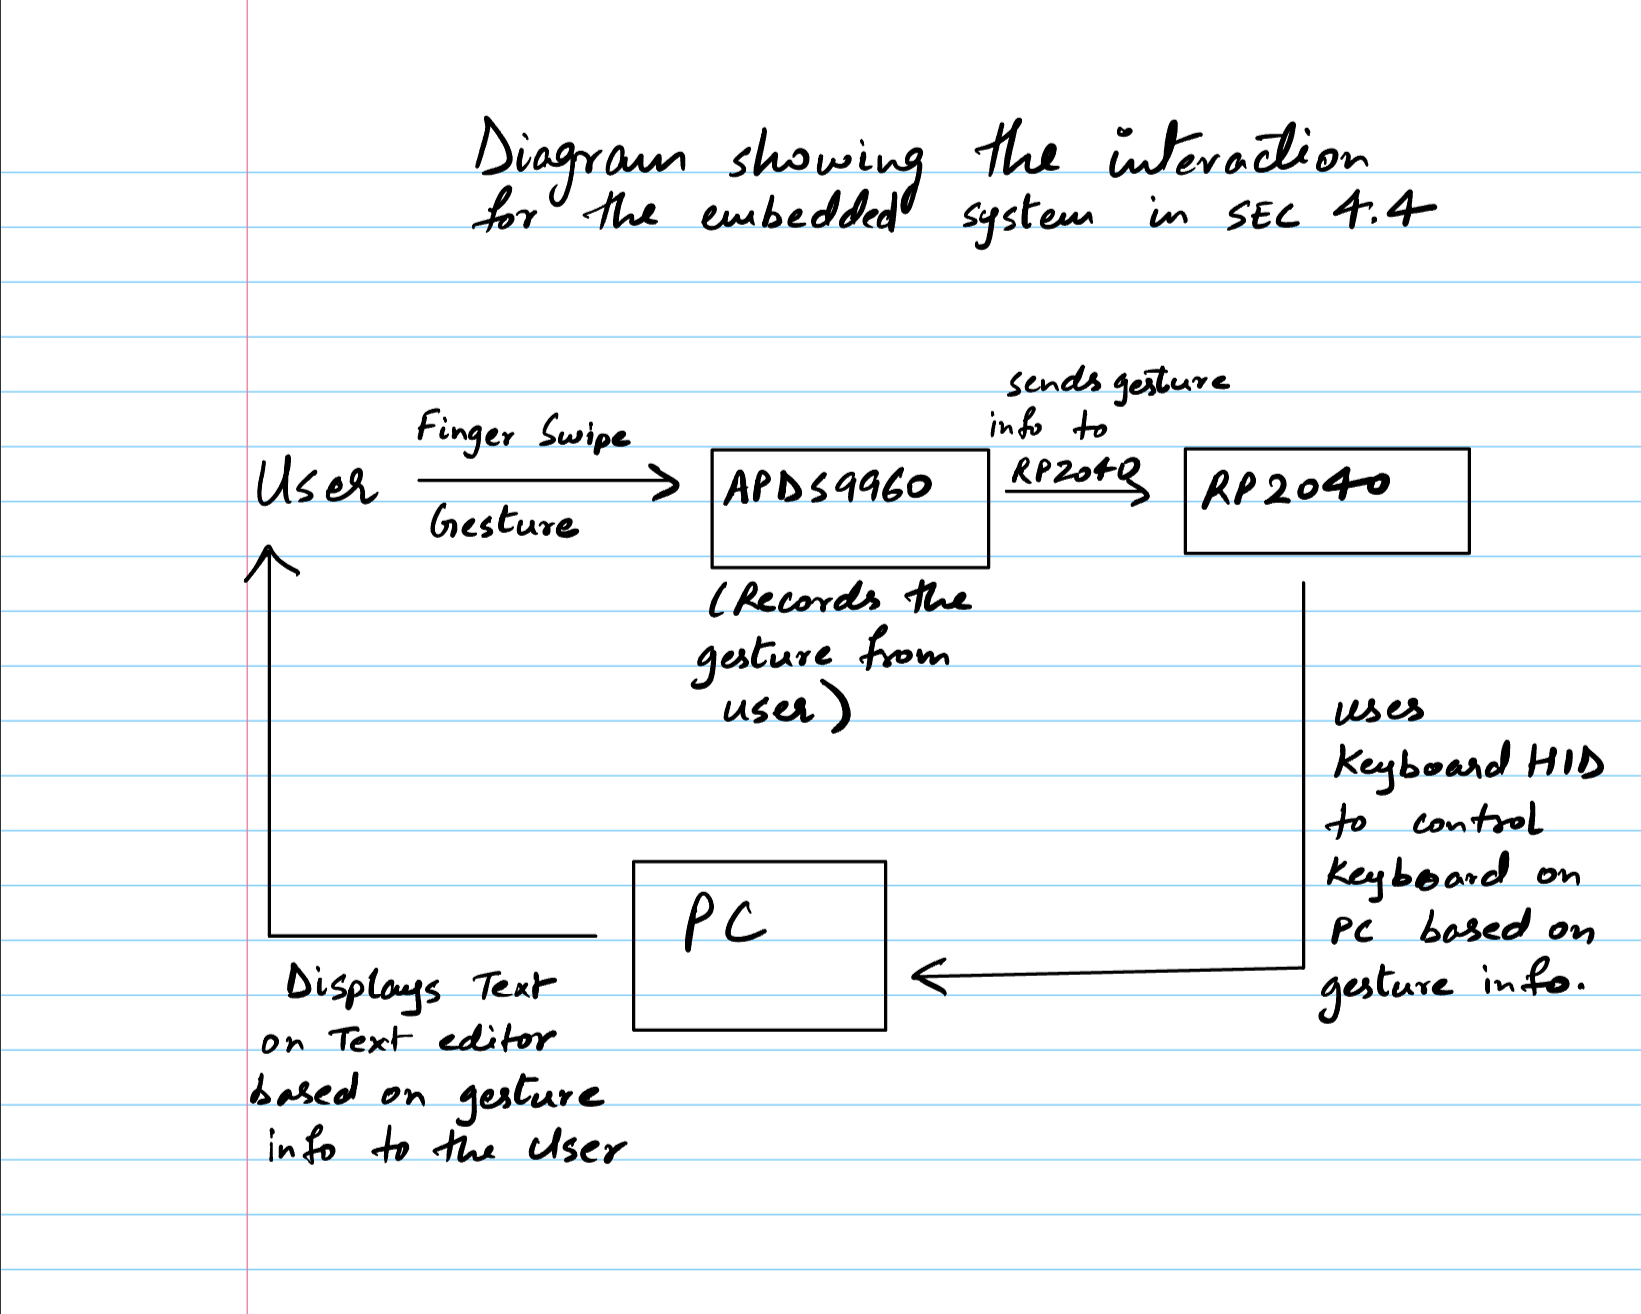 Diagram showing the interaction
for the embedded system in SEC 4.4
sends gesture
info to
RP2040
Finger Swipe
User
Gesture
APDS9960
RP2040
(Records the
gesture from
user)
uses
Keyboard HID
to control
Keyboard on
PC based on
gesture info.
PC
Displays Text
on Text editor
based on gesture
info to the User